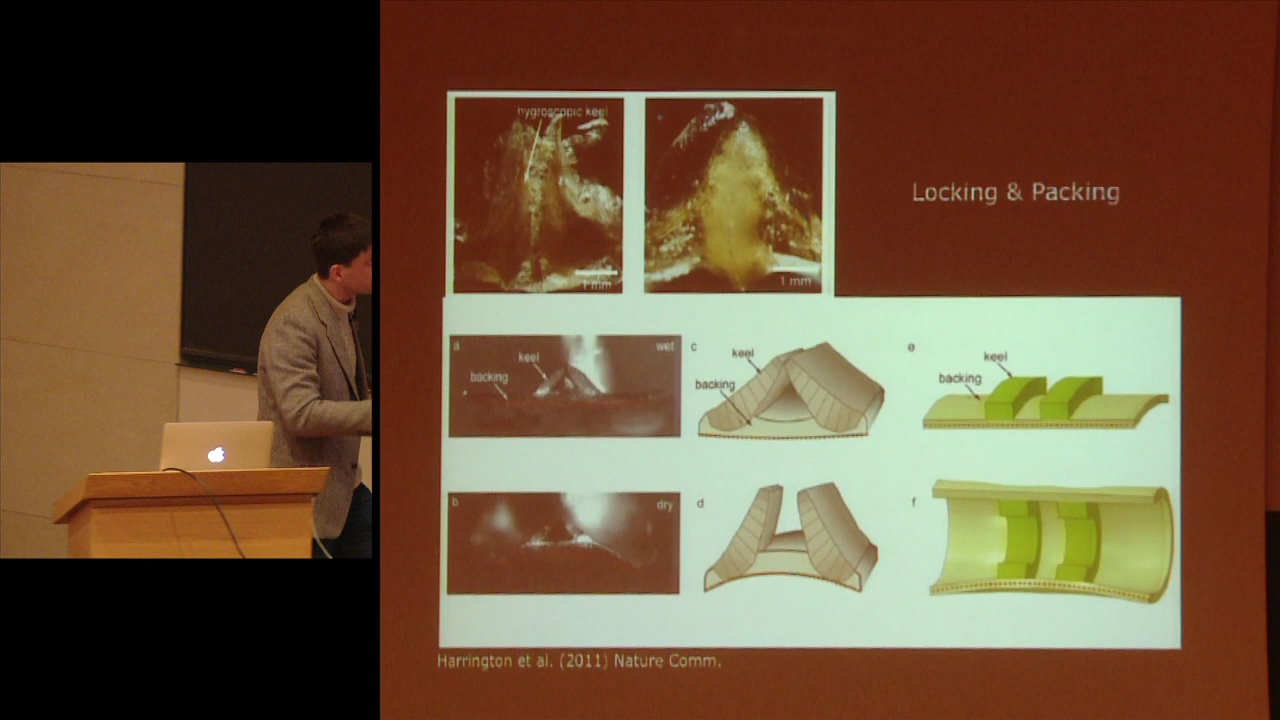 hygroscopic keel
1 mm
1 mm
Locking & Packing
a
wet
keel
backing
c
keel
backing
e
keel
backing
b
dry
d
f
Harrington et al. (2011) Nature Comm.